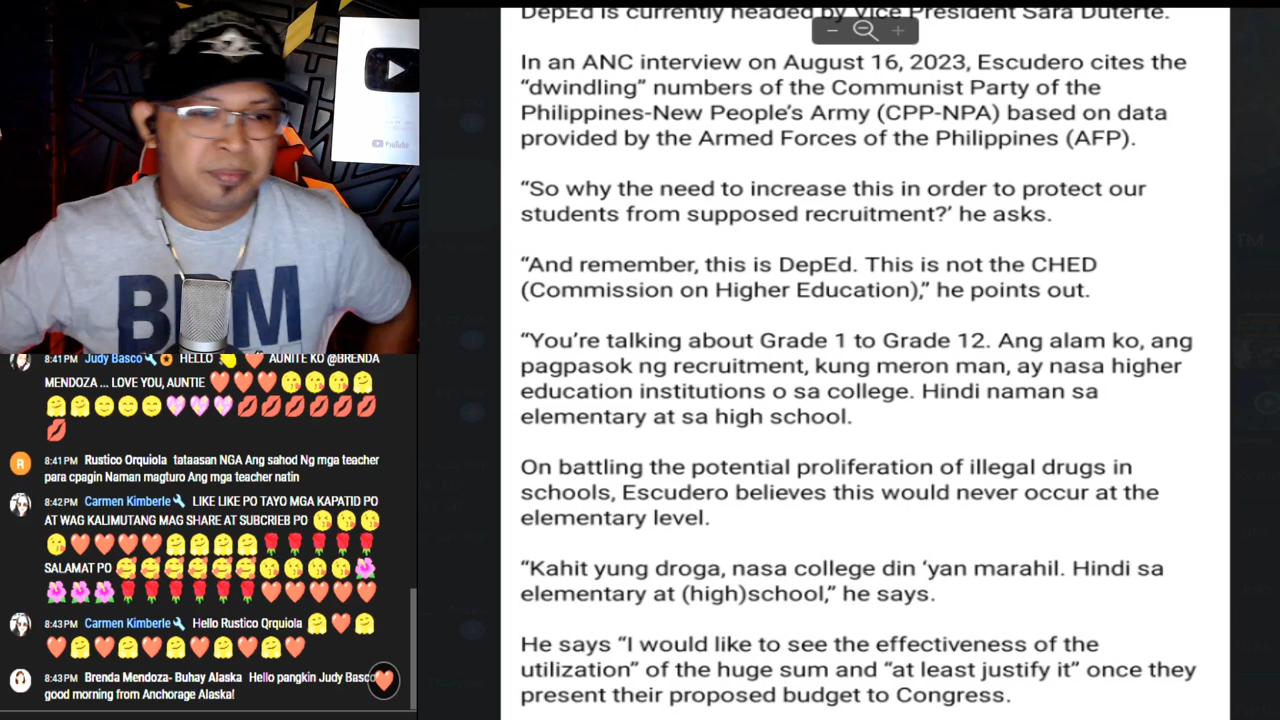 BBM
YouTube
8:41 PM Judy Basco HELLO AUNITE KO @BRENDA
MENDOZA ... LOVE YOU, AUNTIE
R
8:41 PM Rustico Orquiola tataasan NGA Ang sahod Ng mga teacher
para cpagin Naman magturo Ang mga teacher natin
8:42 PM Carmen Kimberle LIKE LIKE PO TAYO MGA KAPATID PO
AT WAG KALIMUTANG MAG SHARE AT SUBCRIEB PO
SALAMAT PO
8:43 PM Carmen Kimberle Hello Rustico Qrquiola
8:43 PM Brenda Mendoza- Buhay Alaska Hello pangkin Judy Basco
good morning from Anchorage Alaska!
DepEd is currently headed by Vice President Sara Duterte.
In an ANC interview on August 16, 2023, Escudero cites the
“dwindling” numbers of the Communist Party of the
Philippines-New People’s Army (CPP-NPA) based on data
provided by the Armed Forces of the Philippines (AFP).
“So why the need to increase this in order to protect our
students from supposed recruitment?’ he asks.
“And remember, this is DepEd. This is not the CHED
(Commission on Higher Education),” he points out.
“You’re talking about Grade 1 to Grade 12. Ang alam ko, ang
pagpasok ng recruitment, kung meron man, ay nasa higher
education institutions o sa college. Hindi naman sa
elementary at sa high school.
On battling the potential proliferation of illegal drugs in
schools, Escudero believes this would never occur at the
elementary level.
“Kahit yung droga, nasa college din ‘yan marahil. Hindi sa
elementary at (high)school,” he says.
He says “I would like to see the effectiveness of the
utilization” of the huge sum and “at least justify it” once they
present their proposed budget to Congress.